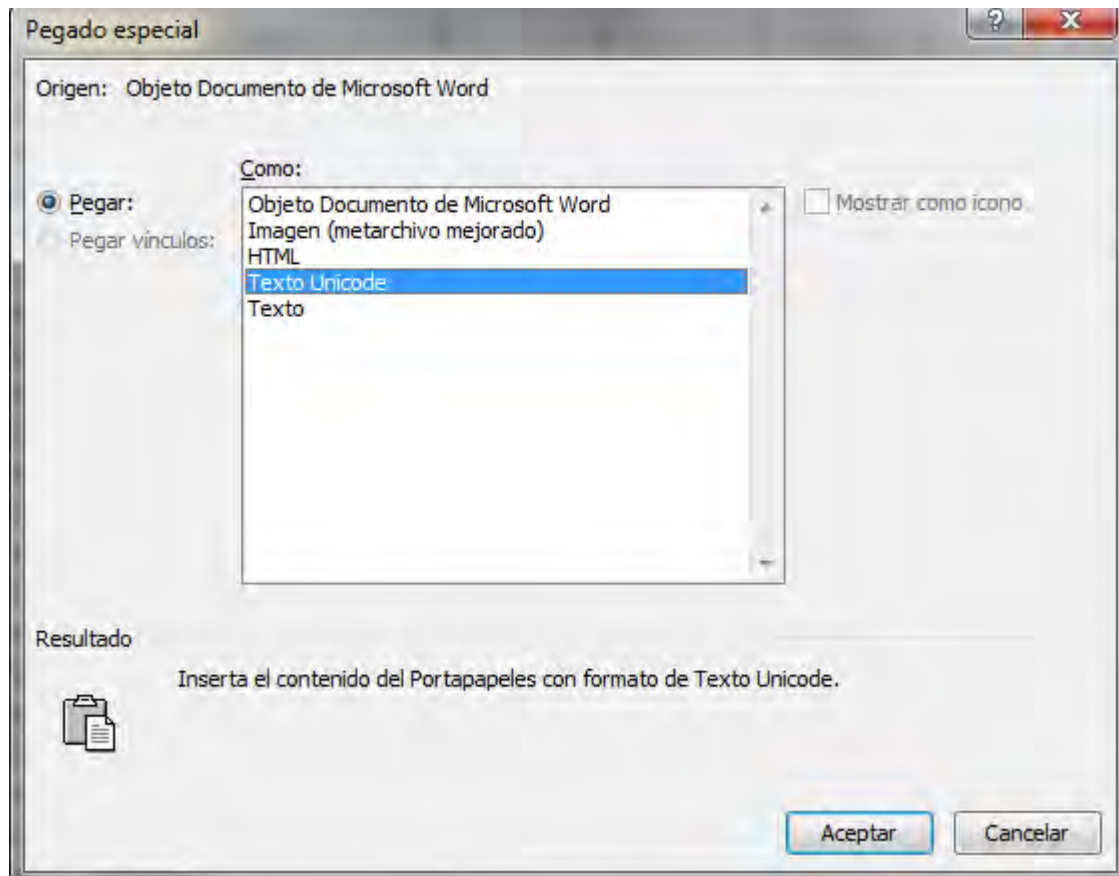 Pegado especial
Origen: Objeto Documento de Microsoft Word
Como:
Pegar:
Pegar vínculos:
Objeto Documento de Microsoft Word
Imagen (metarchivo mejorado)
HTML
Texto Unicode
Texto
Mostrar como icono
Resultado
Inserta el contenido del Portapapeles con formato de Texto Unicode.
Aceptar
Cancelar